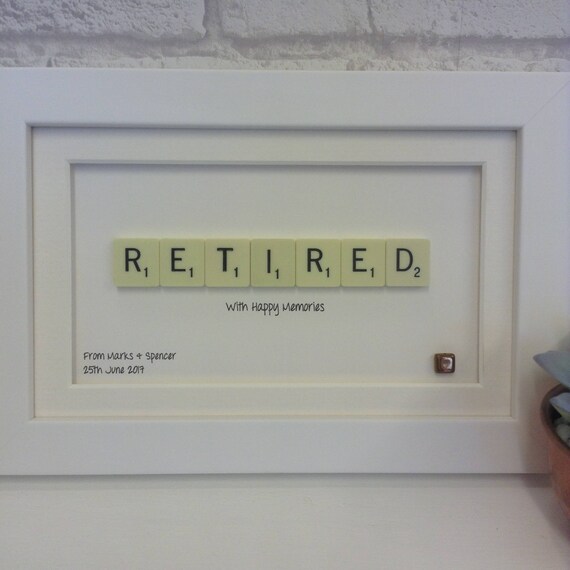 R1 E1 T1 I1 R1 E1 D2
With Happy Memories
From Marks & Spencer
25th June 2017